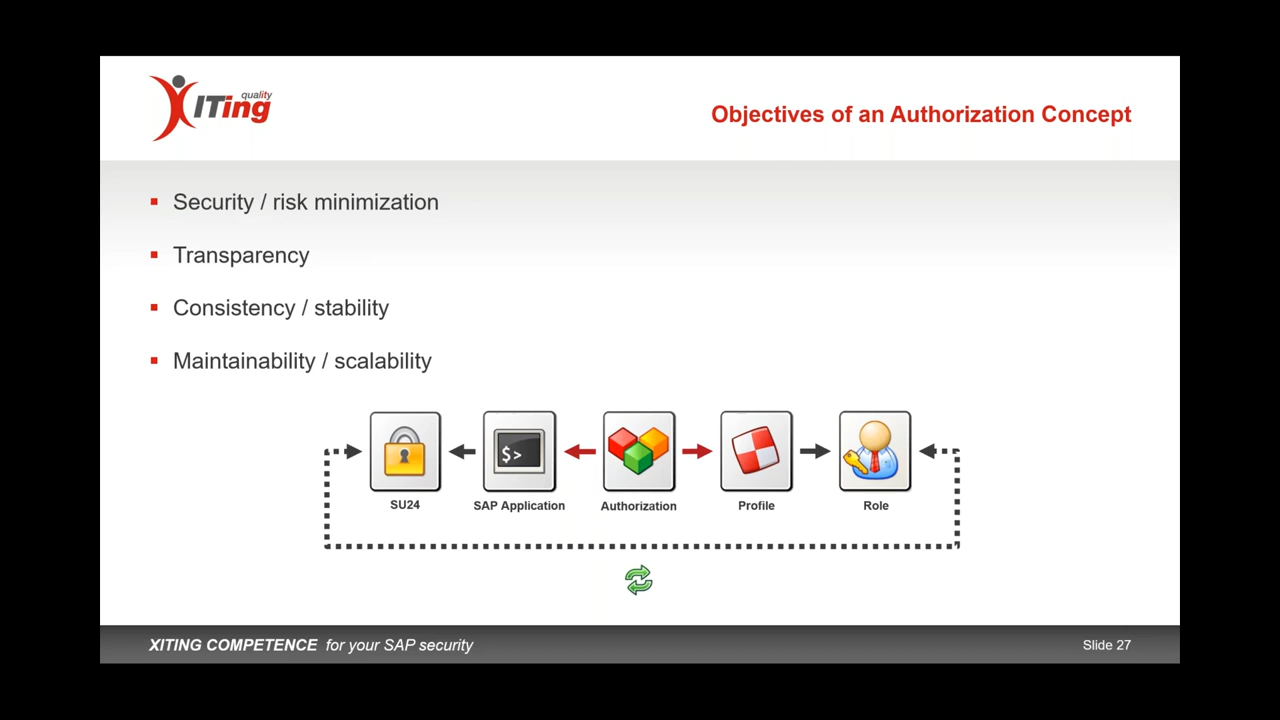 quality
XITing
Objectives of an Authorization Concept
Security / risk minimization
Transparency
Consistency / stability
Maintainability / scalability
$>
SU24
SAP Application
Authorization
Profile
Role
XITING COMPETENCE for your SAP security
Slide 27